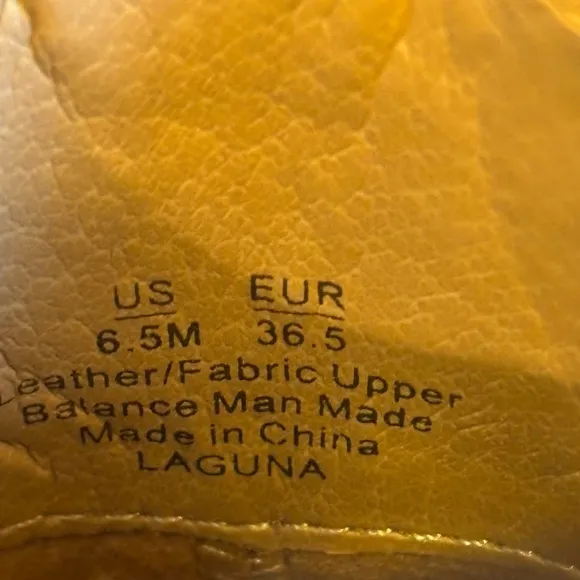 US EUR
6.5M 36.5
Leather/Fabric Upper
Balance Man Made
Made in China
LAGUNA